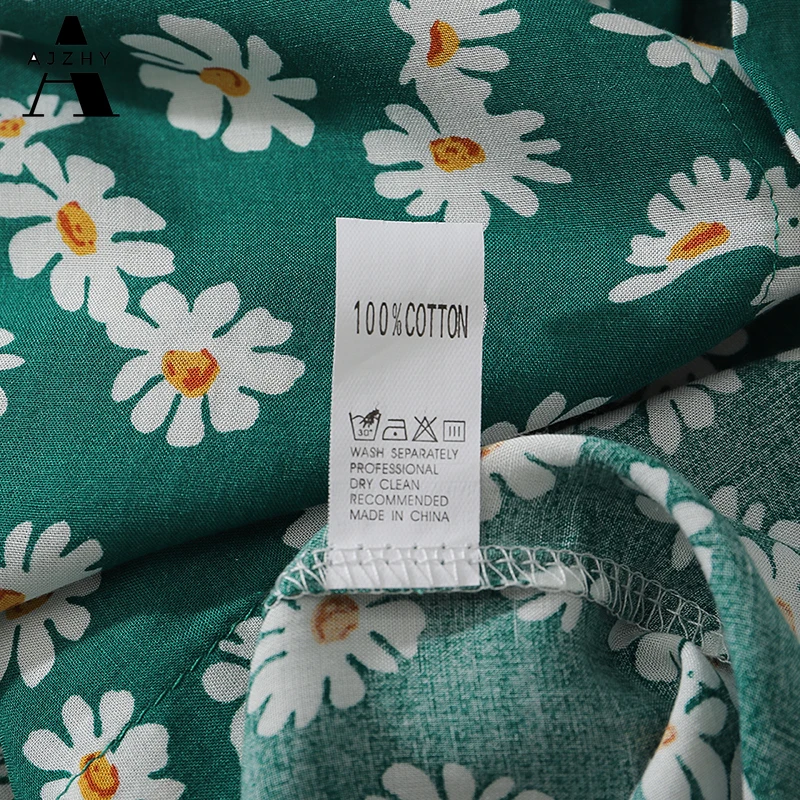 AJZHY
100%COTTON
30°
WASH SEPARATELY
PROFESSIONAL
DRY CLEAN
RECOMMENDED
MADE IN CHINA